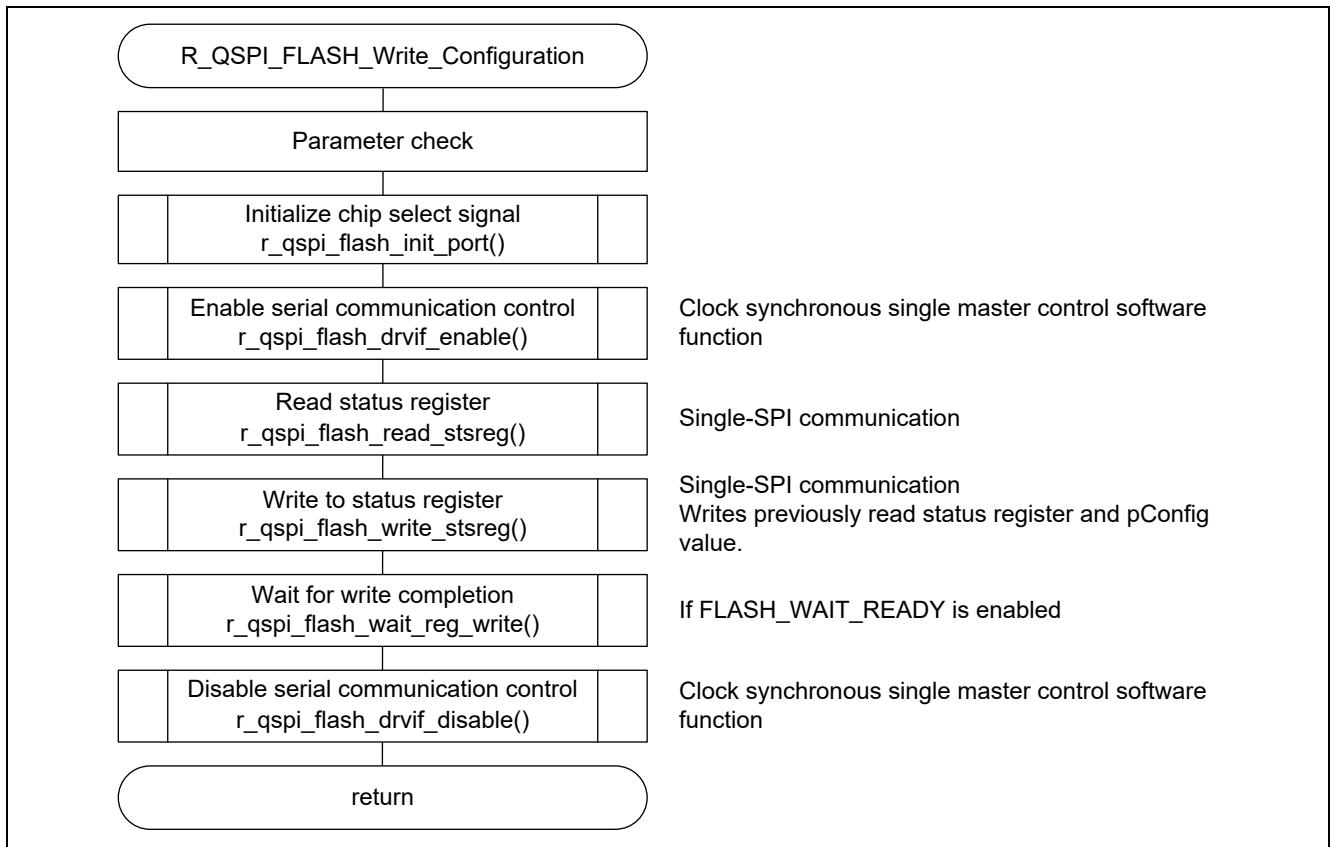 R_QSPI_FLASH_Write_Configuration
Parameter check
Initialize chip select signal
r_qspi_flash_init_port()
Enable serial communication control
r_qspi_flash_drvif_enable()
Clock synchronous single master control software
function
Read status register
r_qspi_flash_read_stsreg()
Single-SPI communication
Write to status register
r_qspi_flash_write_stsreg()
Single-SPI communication
Writes previously read status register and pConfig
value.
Wait for write completion
r_qspi_flash_wait_reg_write()
If FLASH_WAIT_READY is enabled
Disable serial communication control
r_qspi_flash_drvif_disable()
Clock synchronous single master control software
function
return